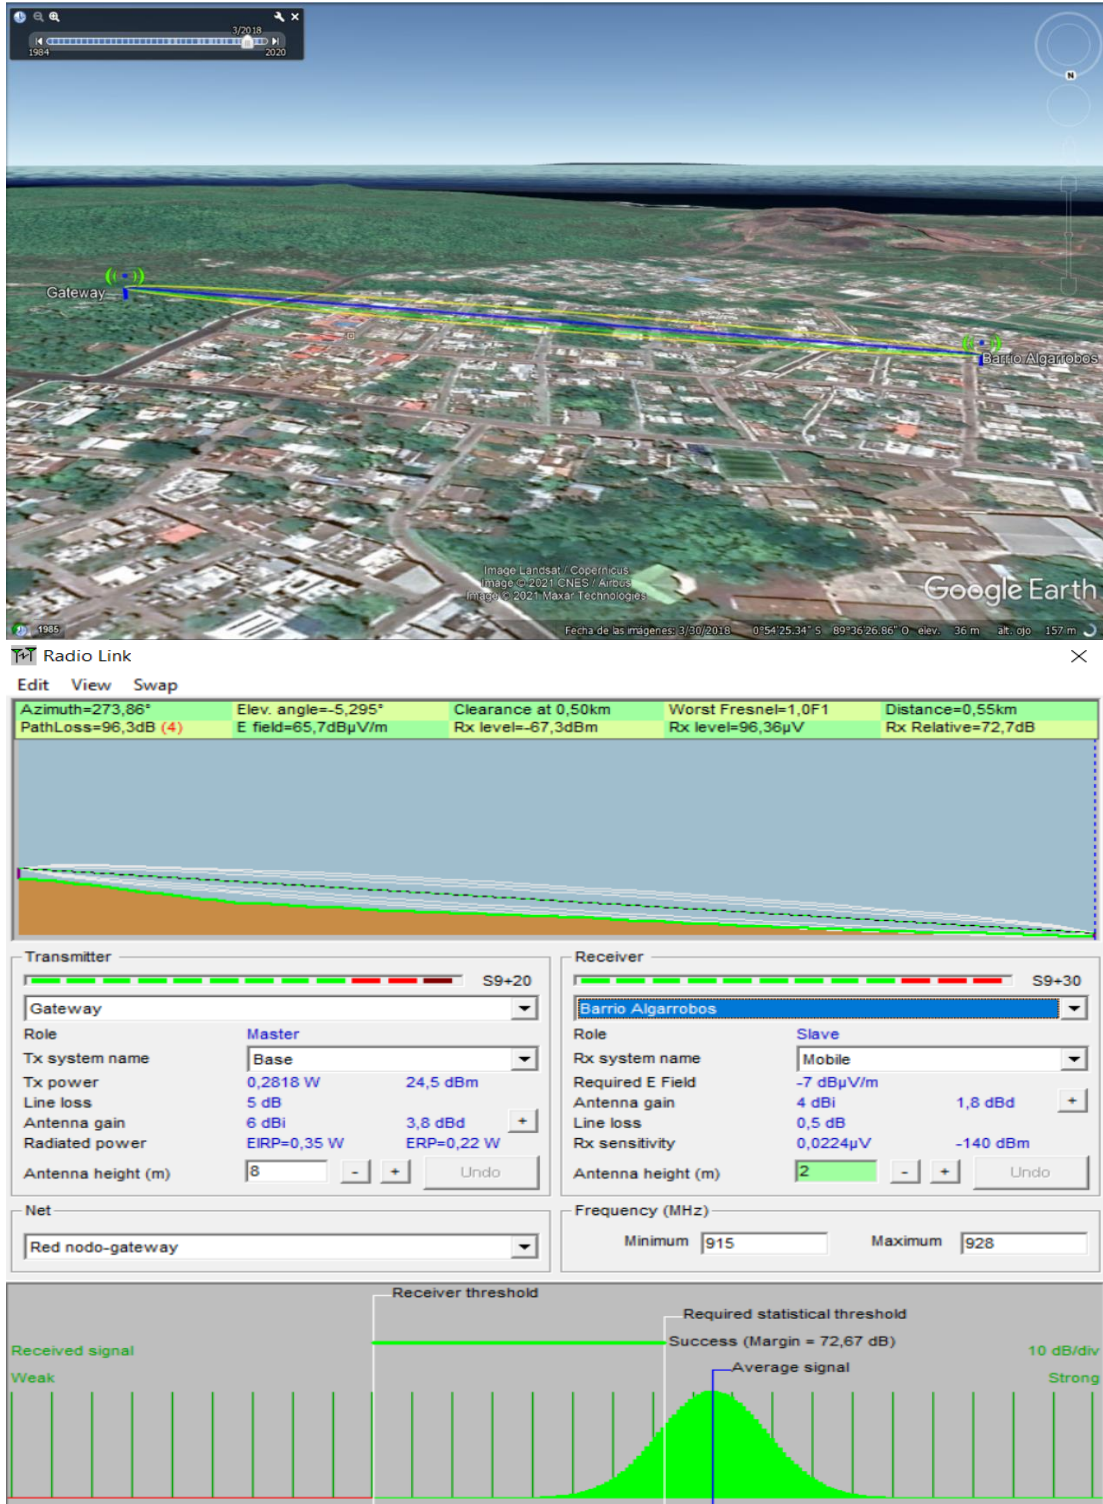 3/2018
1984 2020
N
Gateway
Barrio Algarrobos
Image Landsat / Copernicus
Image © 2021 CNES / Airbus
Image © 2021 Maxar Technologies
Google Earth
1985 Fecha de las imágenes: 3/30/2018 0°54'25.34" S 89°36'26.86" O elev. 36 m alt. ojo 157 m
Radio Link
Edit View Swap
Azimuth=273,86° Elev. angle=-5,295° Clearance at 0,50km Worst Fresnel=1,0F1 Distance=0,55km
PathLoss=96,3dB (4) E field=65,7dBµV/m Rx level=-67,3dBm Rx level=96,36µV Rx Relative=72,7dB
Transmitter
S9+20
Gateway
Role Master
Tx system name Base
Tx power 0,2818 W 24,5 dBm
Line loss 5 dB
Antenna gain 6 dBi 3,8 dBd +
Radiated power EIRP=0,35 W ERP=0,22 W
Antenna height (m) 8 - + Undo
Receiver
S9+30
Barrio Algarrobos
Role Slave
Rx system name Mobile
Required E Field -7 dBµV/m
Antenna gain 4 dBi 1,8 dBd +
Line loss 0,5 dB
Rx sensitivity 0,0224µV -140 dBm
Antenna height (m) 2 - + Undo
Net
Red nodo-gateway
Frequency (MHz)
Minimum 915 Maximum 928
Receiver threshold
Required statistical threshold
Received signal Success (Margin = 72,67 dB) 10 dB/div
Weak Average signal Strong